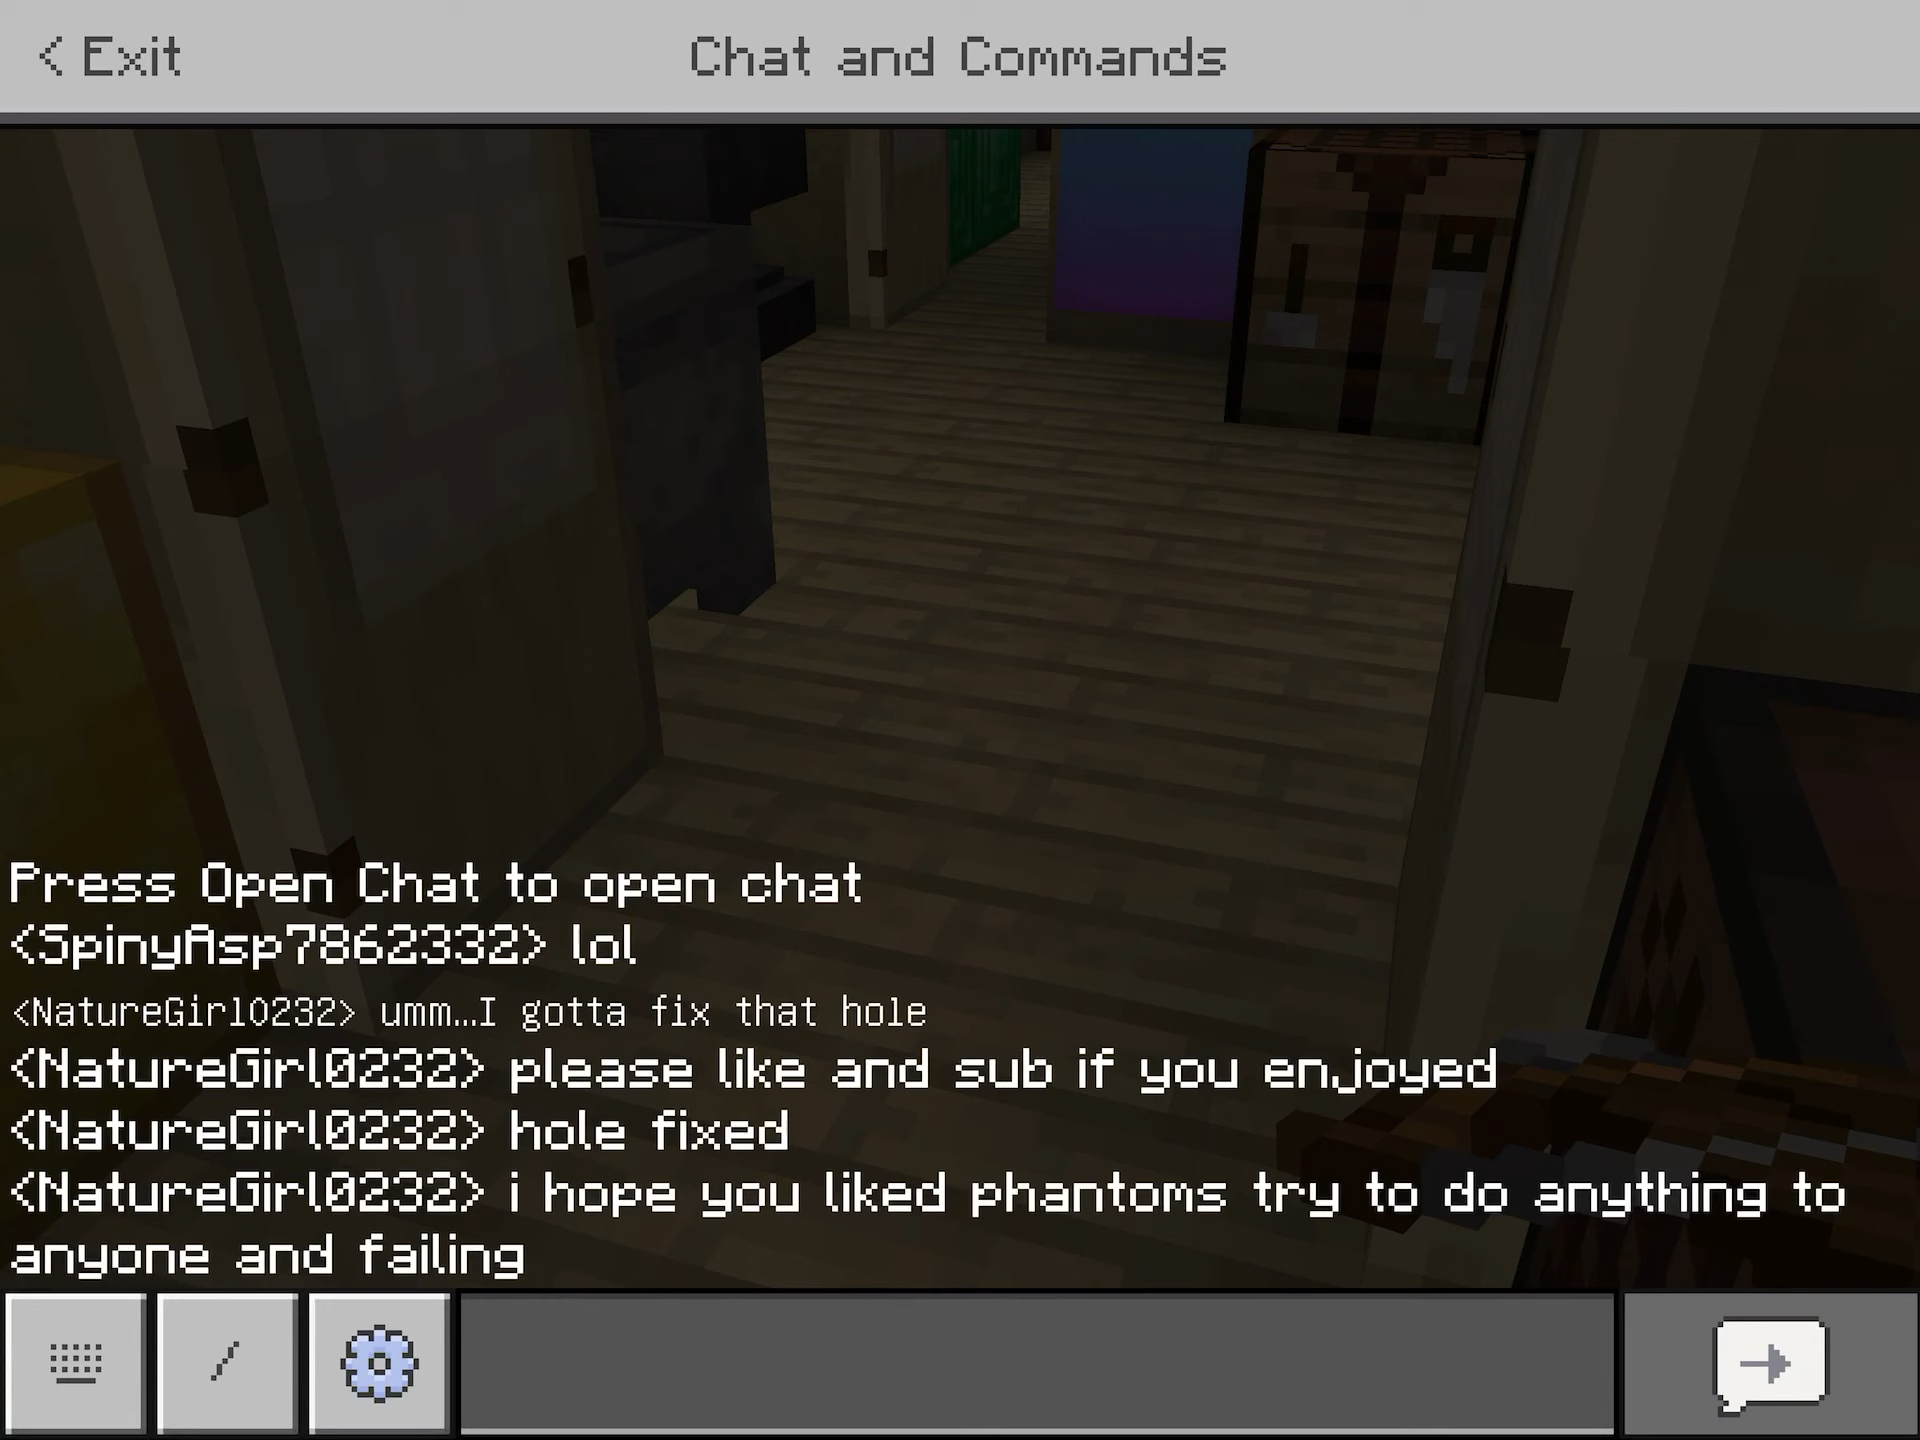 < Exit
Chat and Commands
Press Open Chat to open chat
<SpinyAsp7862332> lol
<NatureGirl0232> umm...I gotta fix that hole
<NatureGirl0232> please like and sub if you enjoyed
<NatureGirl0232> hole fixed
<NatureGirl0232> i hope you liked phantoms try to do anything to
anyone and failing
/